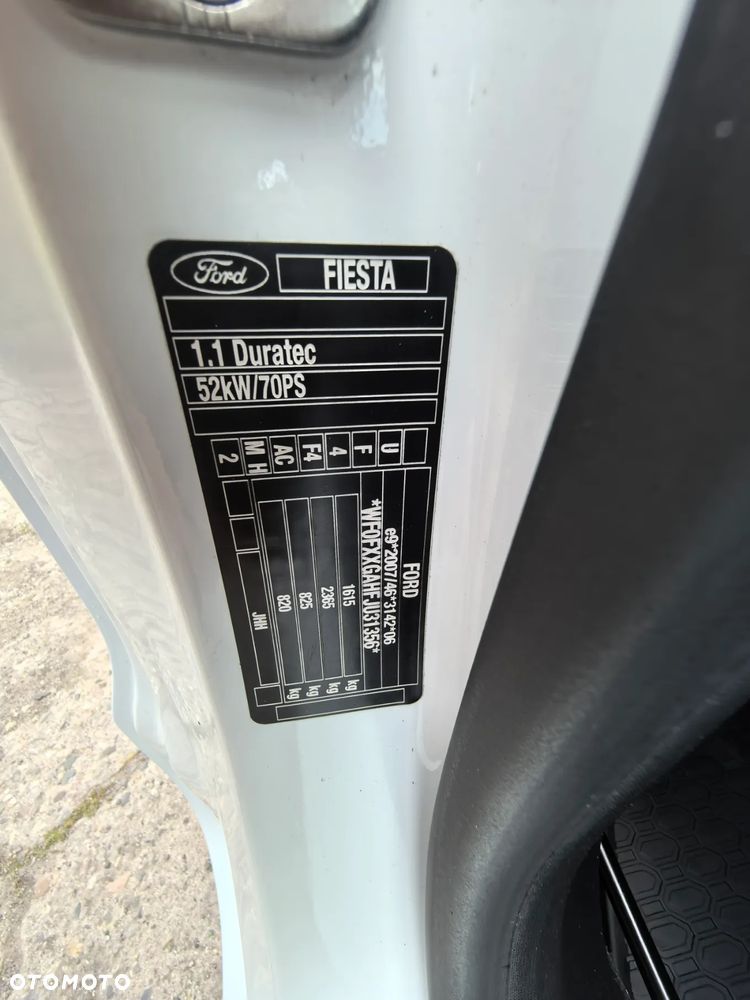 Ford
FIESTA
1.1 Duratec
52kW/70PS
2 M H AC F4 4 F U
FORD
e9*2007/46*3142*06
*WF0FXXGAHFJU31356*
1615 kg
2365 kg
825 kg
820 kg
JHH
OTOMOTO